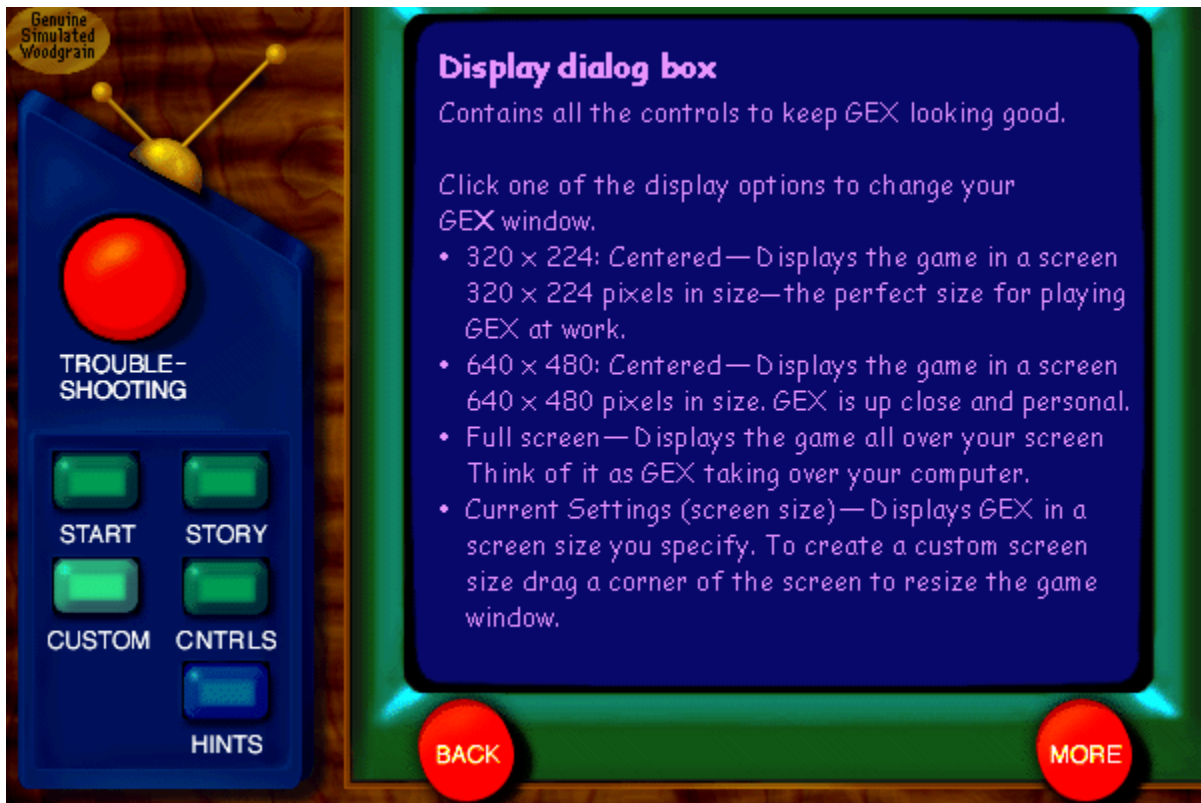 Genuine
Simulated
Woodgrain
TROUBLE-
SHOOTING
START
STORY
CUSTOM
CNTRLS
HINTS
Display dialog box
Contains all the controls to keep GEX looking good.
Click one of the display options to change your
GEX window.
• 320 x 224: Centered—Displays the game in a screen
320 x 224 pixels in size—the perfect size for playing
GEX at work.
• 640 x 480: Centered—Displays the game in a screen
640 x 480 pixels in size. GEX is up close and personal.
• Full screen—Displays the game all over your screen
Think of it as GEX taking over your computer.
• Current Settings (screen size)—Displays GEX in a
screen size you specify. To create a custom screen
size drag a corner of the screen to resize the game
window.
BACK
MORE